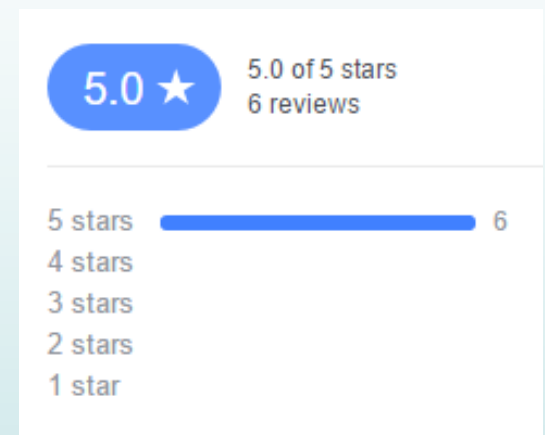 5.0 ★
5.0 of 5 stars
6 reviews
5 stars 6
4 stars
3 stars
2 stars
1 star